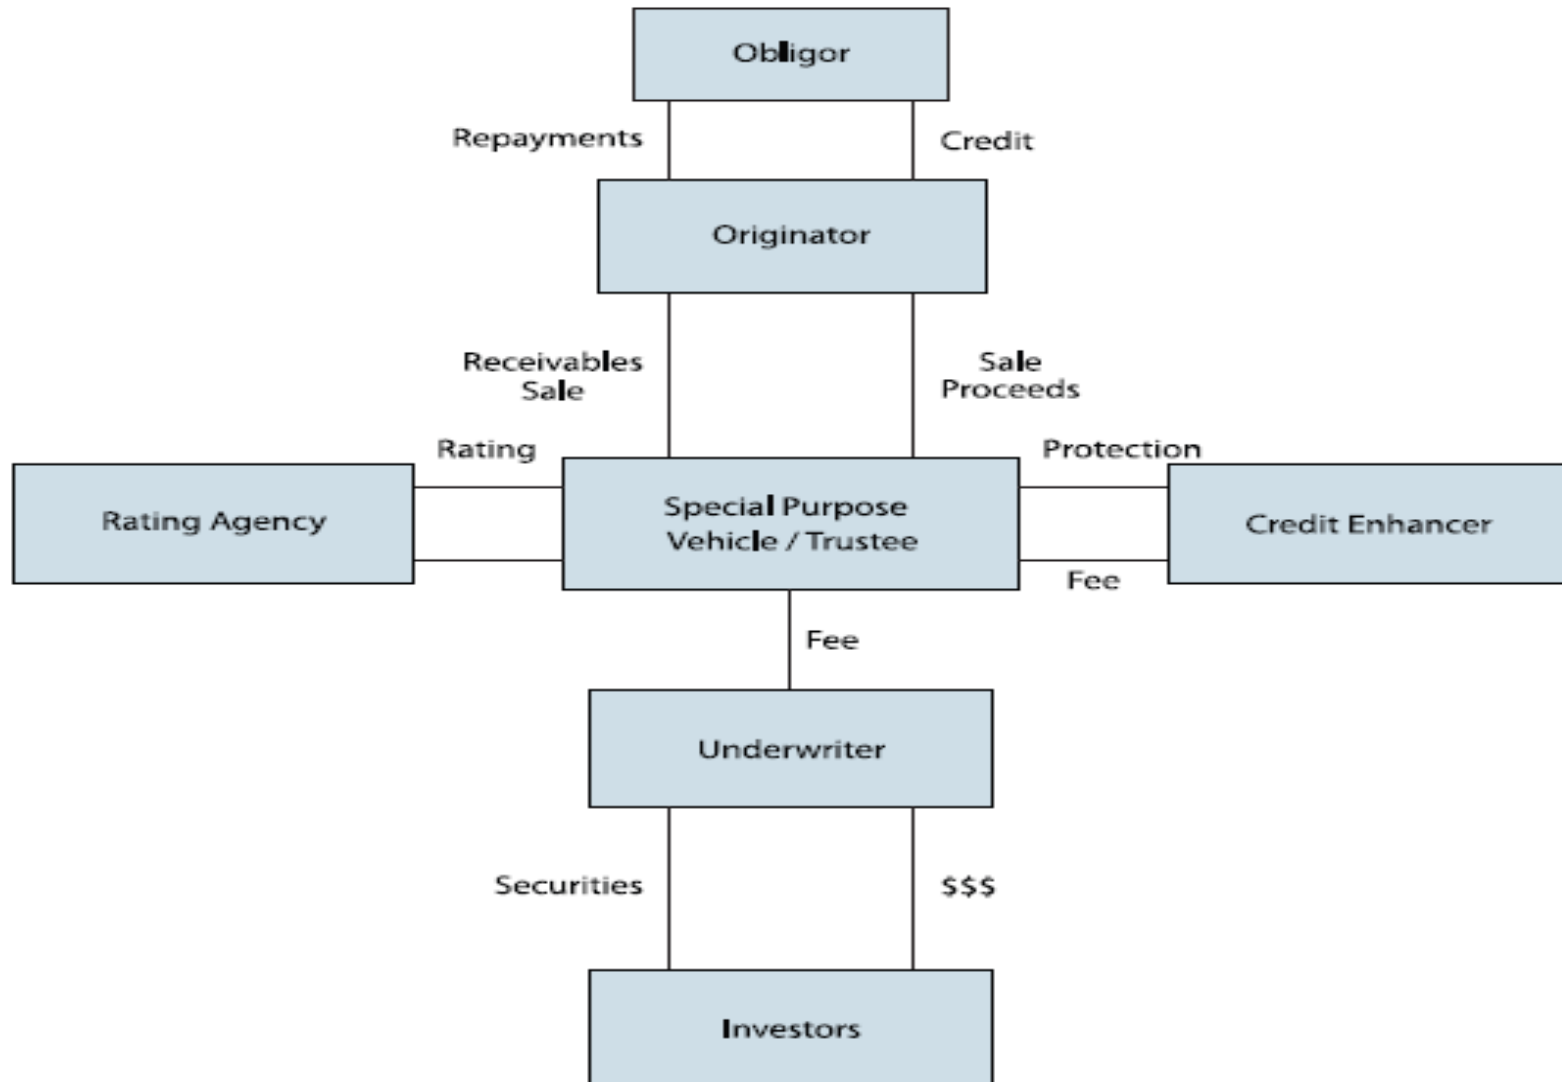 Obligor
Repayments
Credit
Originator
Receivables
Sale
Sale
Proceeds
Rating
Protection
Rating Agency
Special Purpose
Vehicle / Trustee
Credit Enhancer
Fee
Fee
Underwriter
Securities
$$$
Investors